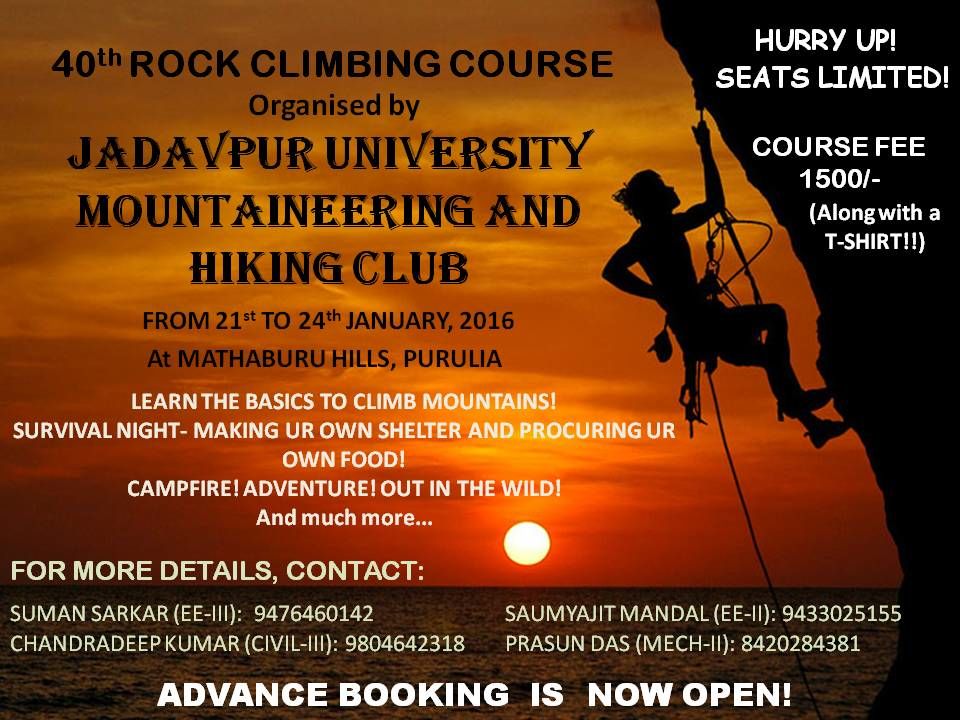 40th ROCK CLIMBING COURSE
Organised by
JADAVPUR UNIVERSITY
MOUNTAINEERING AND
HIKING CLUB
FROM 21st TO 24th JANUARY, 2016
At MATHABURU HILLS, PURULIA
LEARN THE BASICS TO CLIMB MOUNTAINS!
SURVIVAL NIGHT- MAKING UR OWN SHELTER AND PROCURING UR
OWN FOOD!
CAMPFIRE! ADVENTURE! OUT IN THE WILD!
And much more...
HURRY UP!
SEATS LIMITED!
COURSE FEE
1500/-
(Along with a
T-SHIRT!!)
FOR MORE DETAILS, CONTACT:
SUMAN SARKAR (EE-III): 9476460142
CHANDRADEEP KUMAR (CIVIL-III): 9804642318
SAUMYAJIT MANDAL (EE-II): 9433025155
PRASUN DAS (MECH-II): 8420284381
ADVANCE BOOKING IS NOW OPEN!